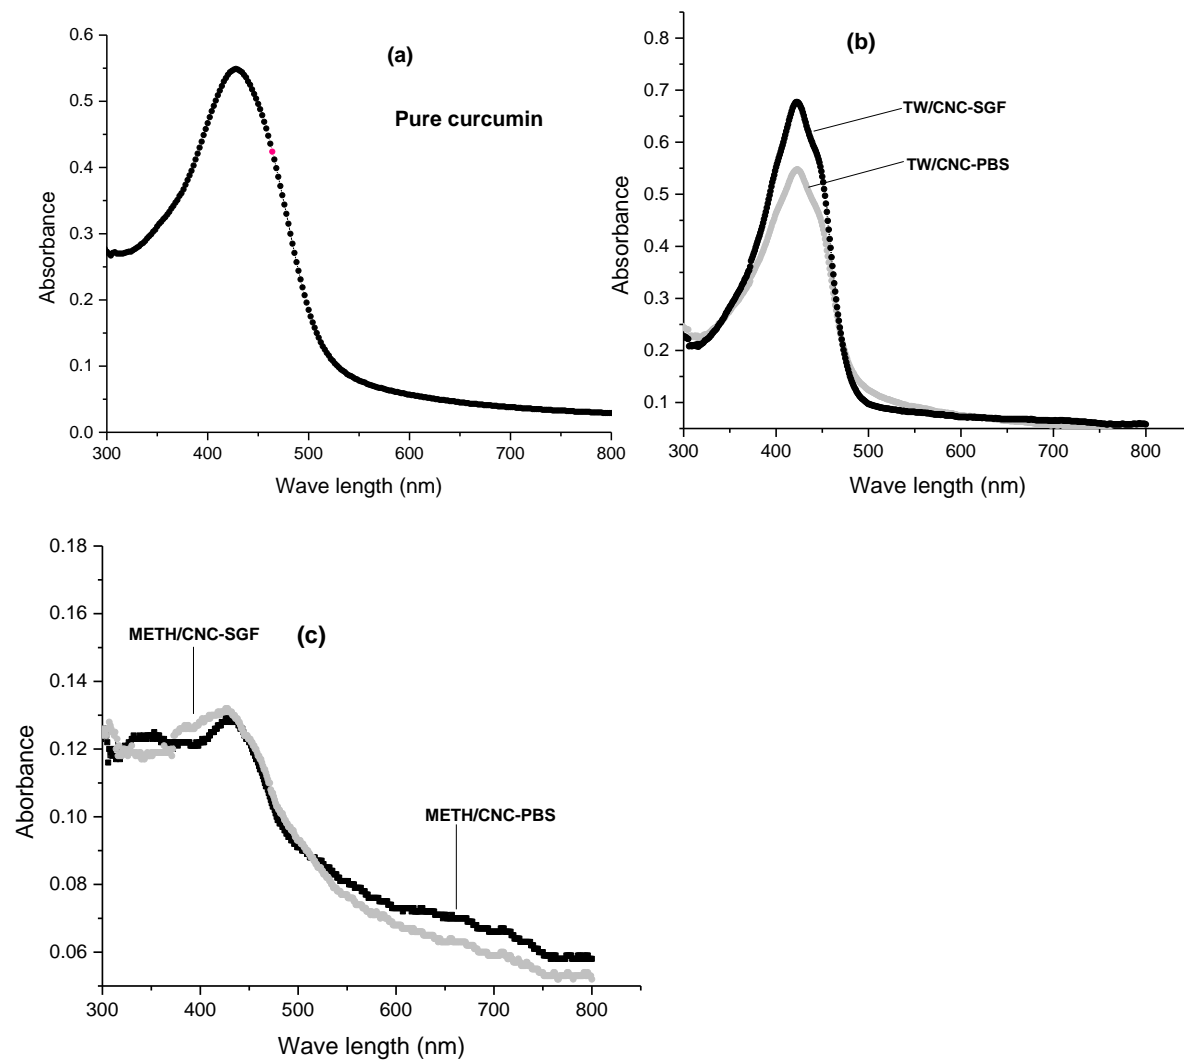 (a)
Pure curcumin
0.6
0.5
0.4
0.3
0.2
0.1
0.0
Absorbance
300
400
500
600
700
800
Wave length (nm)
(b)
TW/CNC-SGF
TW/CNC-PBS
0.8
0.7
0.6
0.5
0.4
0.3
0.2
0.1
Absorbance
300
400
500
600
700
800
Wave length (nm)
(c)
METH/CNC-SGF
METH/CNC-PBS
0.18
0.16
0.14
0.12
0.10
0.08
0.06
Aborbance
300
400
500
600
700
800
Wave length (nm)